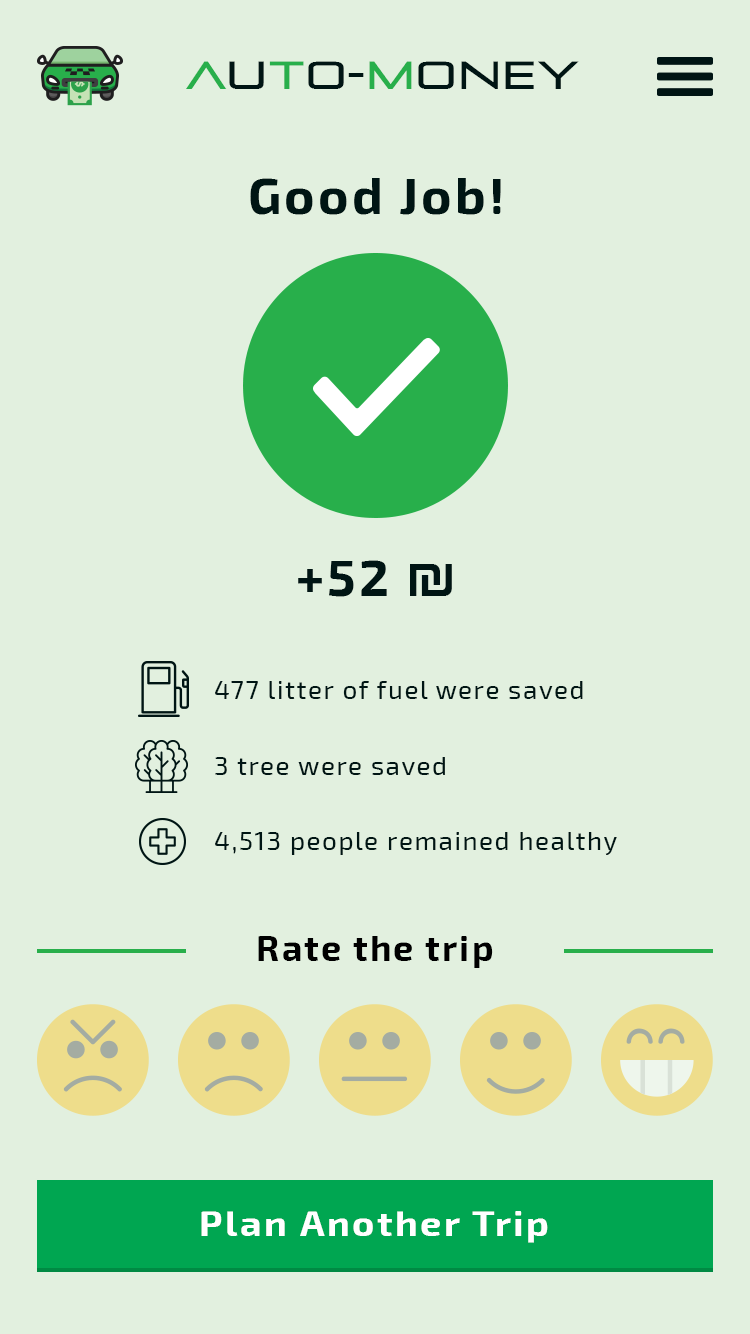 AUTO-MONEY
Good Job!
+52 ₪
477 litter of fuel were saved
3 tree were saved
4,513 people remained healthy
Rate the trip
Plan Another Trip